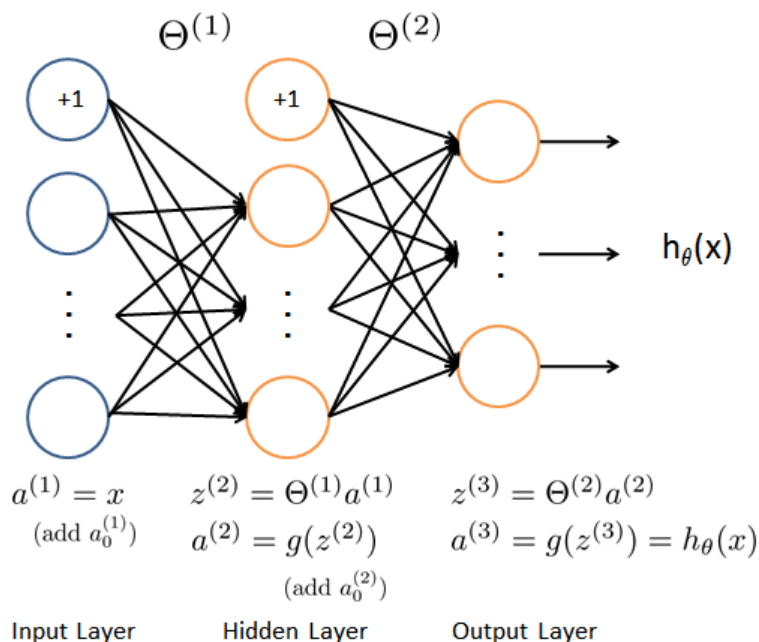 Θ^(1) Θ^(2)
+1 +1
h_θ(x)
a^(1) = x z^(2) = Θ^(1)a^(1) z^(3) = Θ^(2)a^(2)
(add a_0^(1)) a^(2) = g(z^(2)) a^(3) = g(z^(3)) = h_θ(x)
(add a_0^(2))
Input Layer Hidden Layer Output Layer